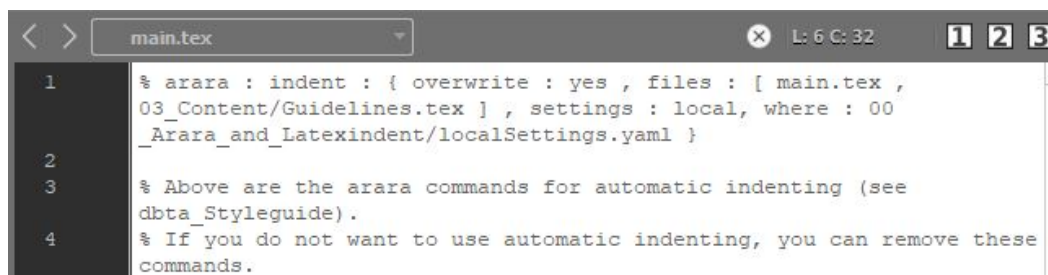 main.tex L: 6 C: 32 1 2 3
1 % arara : indent : { overwrite : yes , files : [ main.tex ,
03_Content/Guidelines.tex ] , settings : local, where : 00
_Arara_and_Latexindent/localSettings.yaml }
2
3 % Above are the arara commands for automatic indenting (see
dbta_Styleguide).
4 % If you do not want to use automatic indenting, you can remove these
commands.